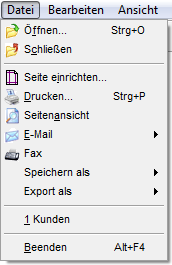 Datei Bearbeiten Ansicht
Öffnen... Strg+O
Schließen
Seite einrichten...
Drucken... Strg+P
Seitenansicht
E-Mail
Fax
Speichern als
Export als
1 Kunden
Beenden Alt+F4